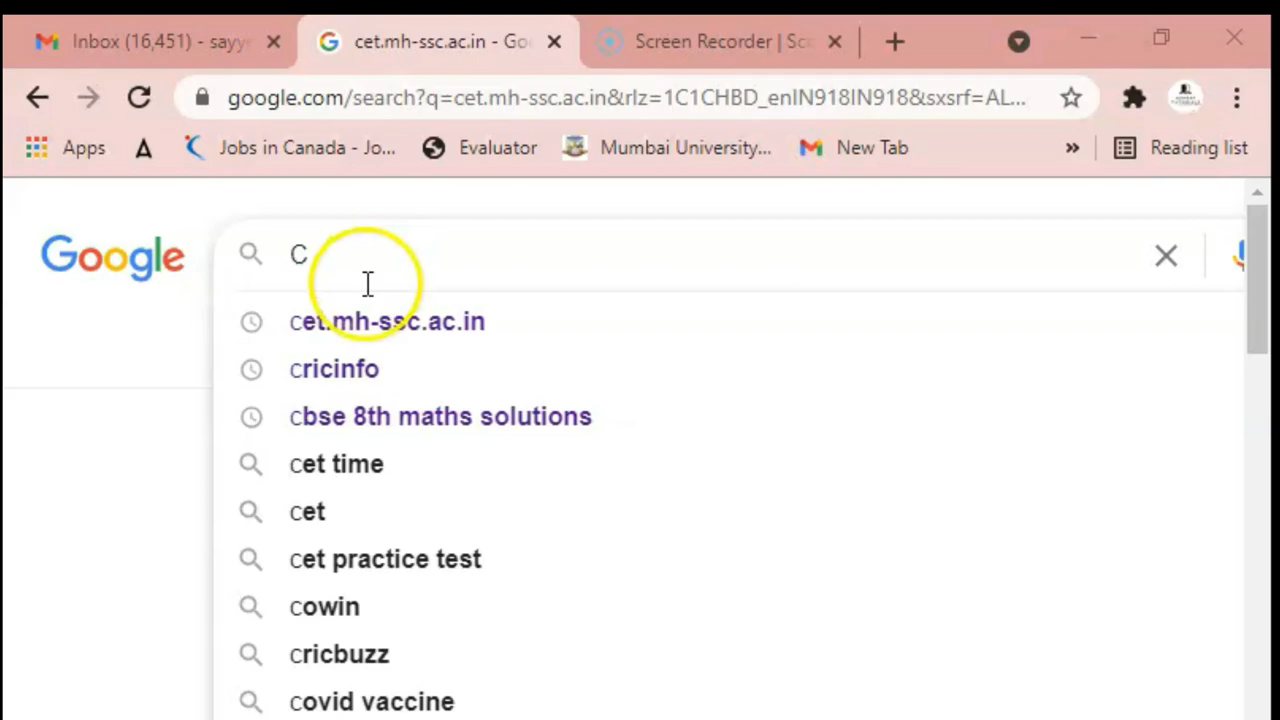 Inbox (16,451) - sayy
cet.mh-ssc.ac.in - Go
Screen Recorder | Sc
google.com/search?q=cet.mh-ssc.ac.in&rlz=1C1CHBD_enIN918IN918&sxsrf=AL...
Apps
Jobs in Canada - Jo...
Evaluator
Mumbai University,...
New Tab
»
Reading list
Google
C
cet.mh-ssc.ac.in
cricinfo
cbse 8th maths solutions
cet time
cet
cet practice test
cowin
cricbuzz
covid vaccine